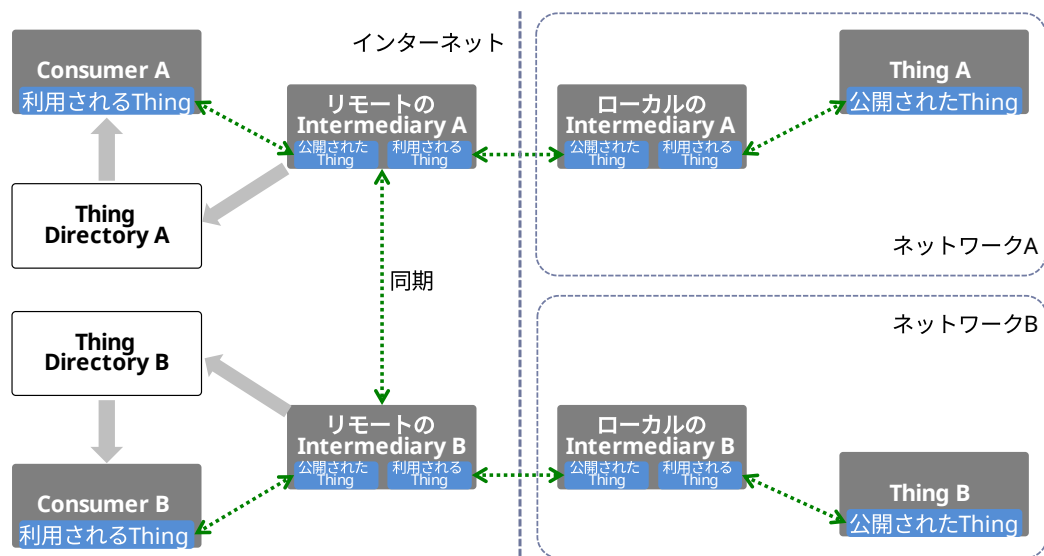 インターネット
Consumer A
利用されるThing
リモートの
Intermediary A
公開された
Thing
利用される
Thing
ローカルの
Intermediary A
公開された
Thing
利用される
Thing
Thing A
公開されたThing
Thing
Directory A
ネットワークA
同期
Thing
Directory B
ネットワークB
リモートの
Intermediary B
公開された
Thing
利用される
Thing
ローカルの
Intermediary B
公開された
Thing
利用される
Thing
Consumer B
利用されるThing
Thing B
公開されたThing